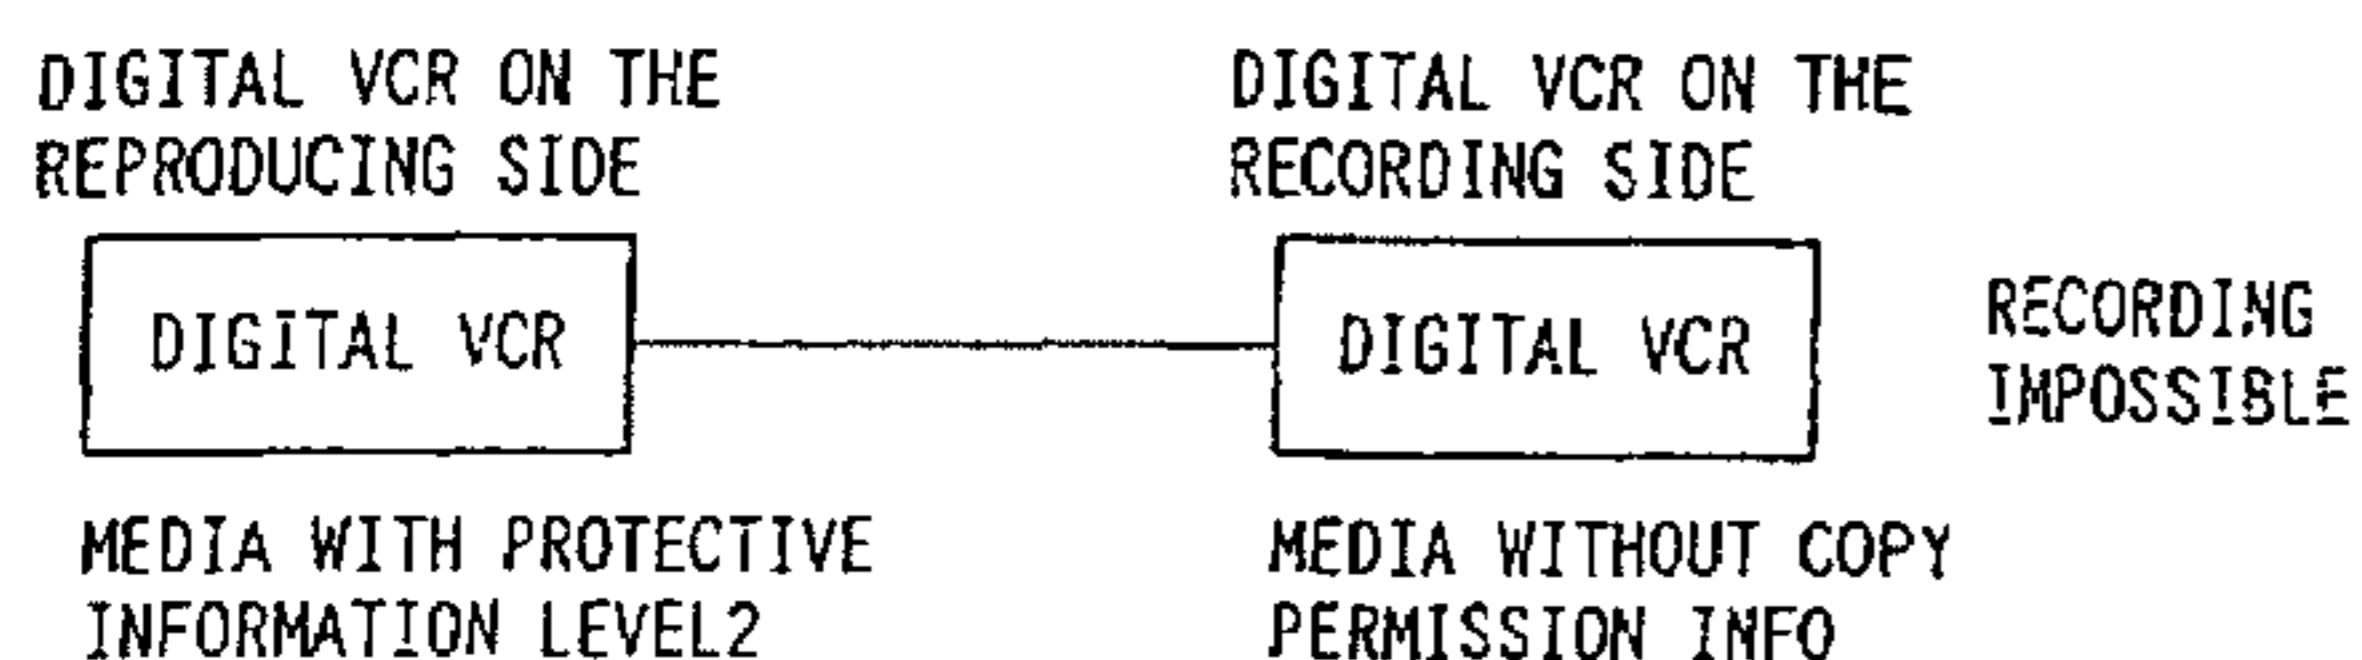 DIGITAL VCR ON THE
REPRODUCING SIDE
DIGITAL VCR ON THE
RECORDING SIDE
DIGITAL VCR
DIGITAL VCR
RECORDING
IMPOSSIBLE
MEDIA WITH PROTECTIVE
INFORMATION LEVEL2
MEDIA WITHOUT COPY
PERMISSION INFO